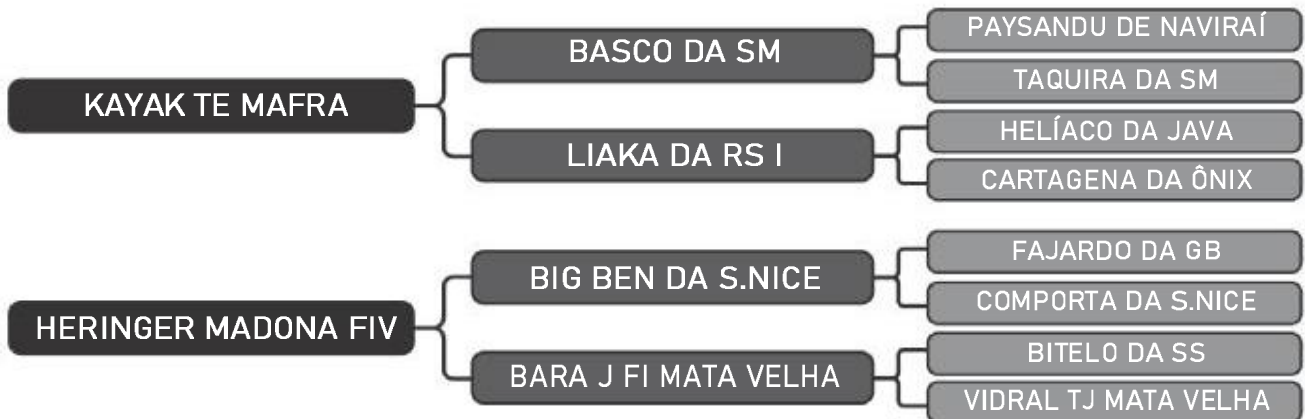 KAYAK TE MAFRA
BASCO DA SM
PAYSANDU DE NAVIRAÍ
TAQUIRA DA SM
LIAKA DA RS I
HELÍACO DA JAVA
CARTAGENA DA ÔNIX
HERINGER MADONA FIV
BIG BEN DA S.NICE
FAJARDO DA GB
COMPORTA DA S.NICE
BARA J FI MATA VELHA
BITELO DA SS
VIDRAL TJ MATA VELHA